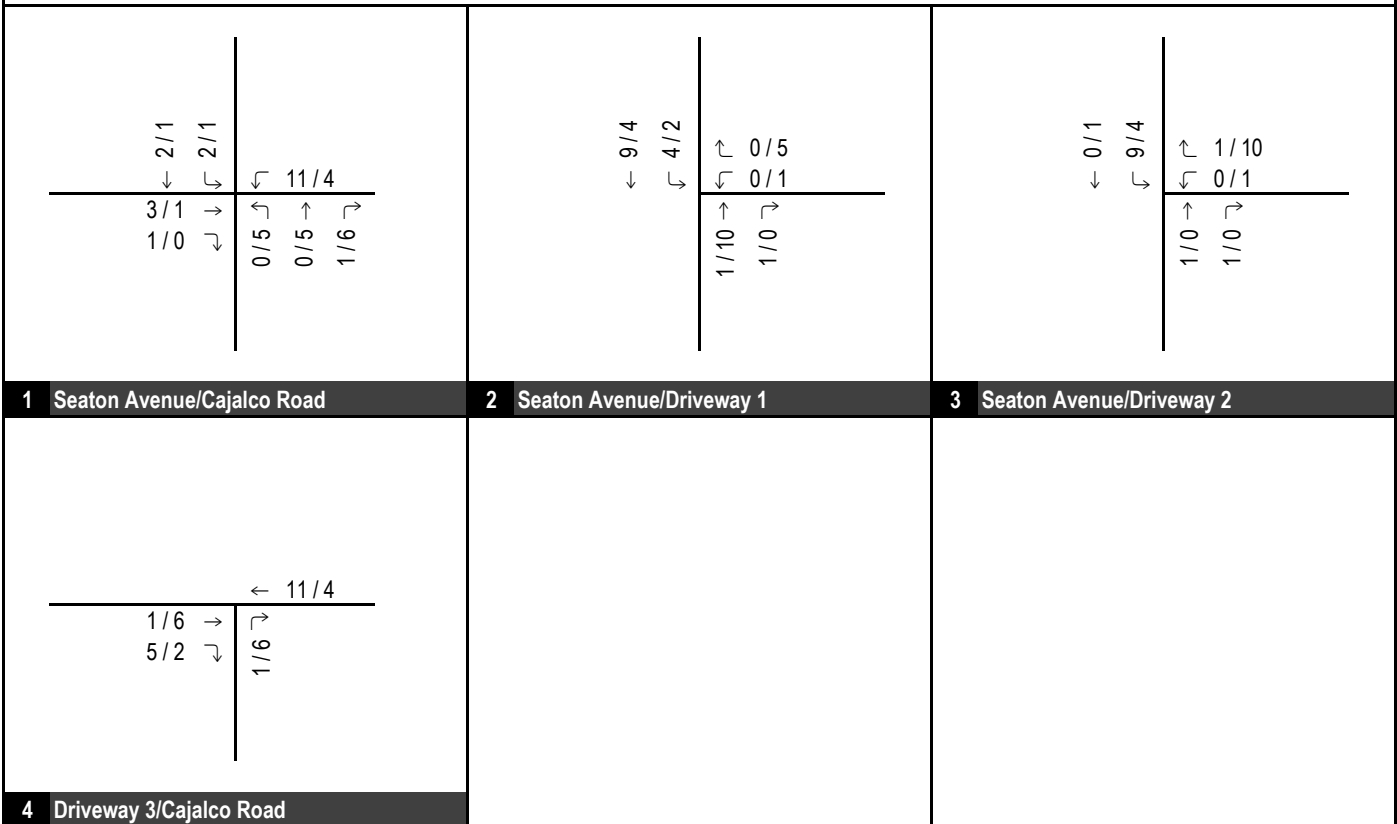 2 / 1
2 / 1
↓ ↳ ↲ 11 / 4
3 / 1 → ↰ ↑ ↱
1 / 0 ↴ 0 / 5 0 / 5 1 / 6
1 Seaton Avenue/Cajalco Road
9 / 4
4 / 2
0 / 5
↓ ↳ 0 / 1
↑ ↱
1 / 10
1 / 0
2 Seaton Avenue/Driveway 1
0 / 1
9 / 4
1 / 10
↓ ↳ 0 / 1
↑ ↱
1 / 0
1 / 0
3 Seaton Avenue/Driveway 2
← 11 / 4
1 / 6 → ↱
5 / 2 ↴ 1 / 6
4 Driveway 3/Cajalco Road